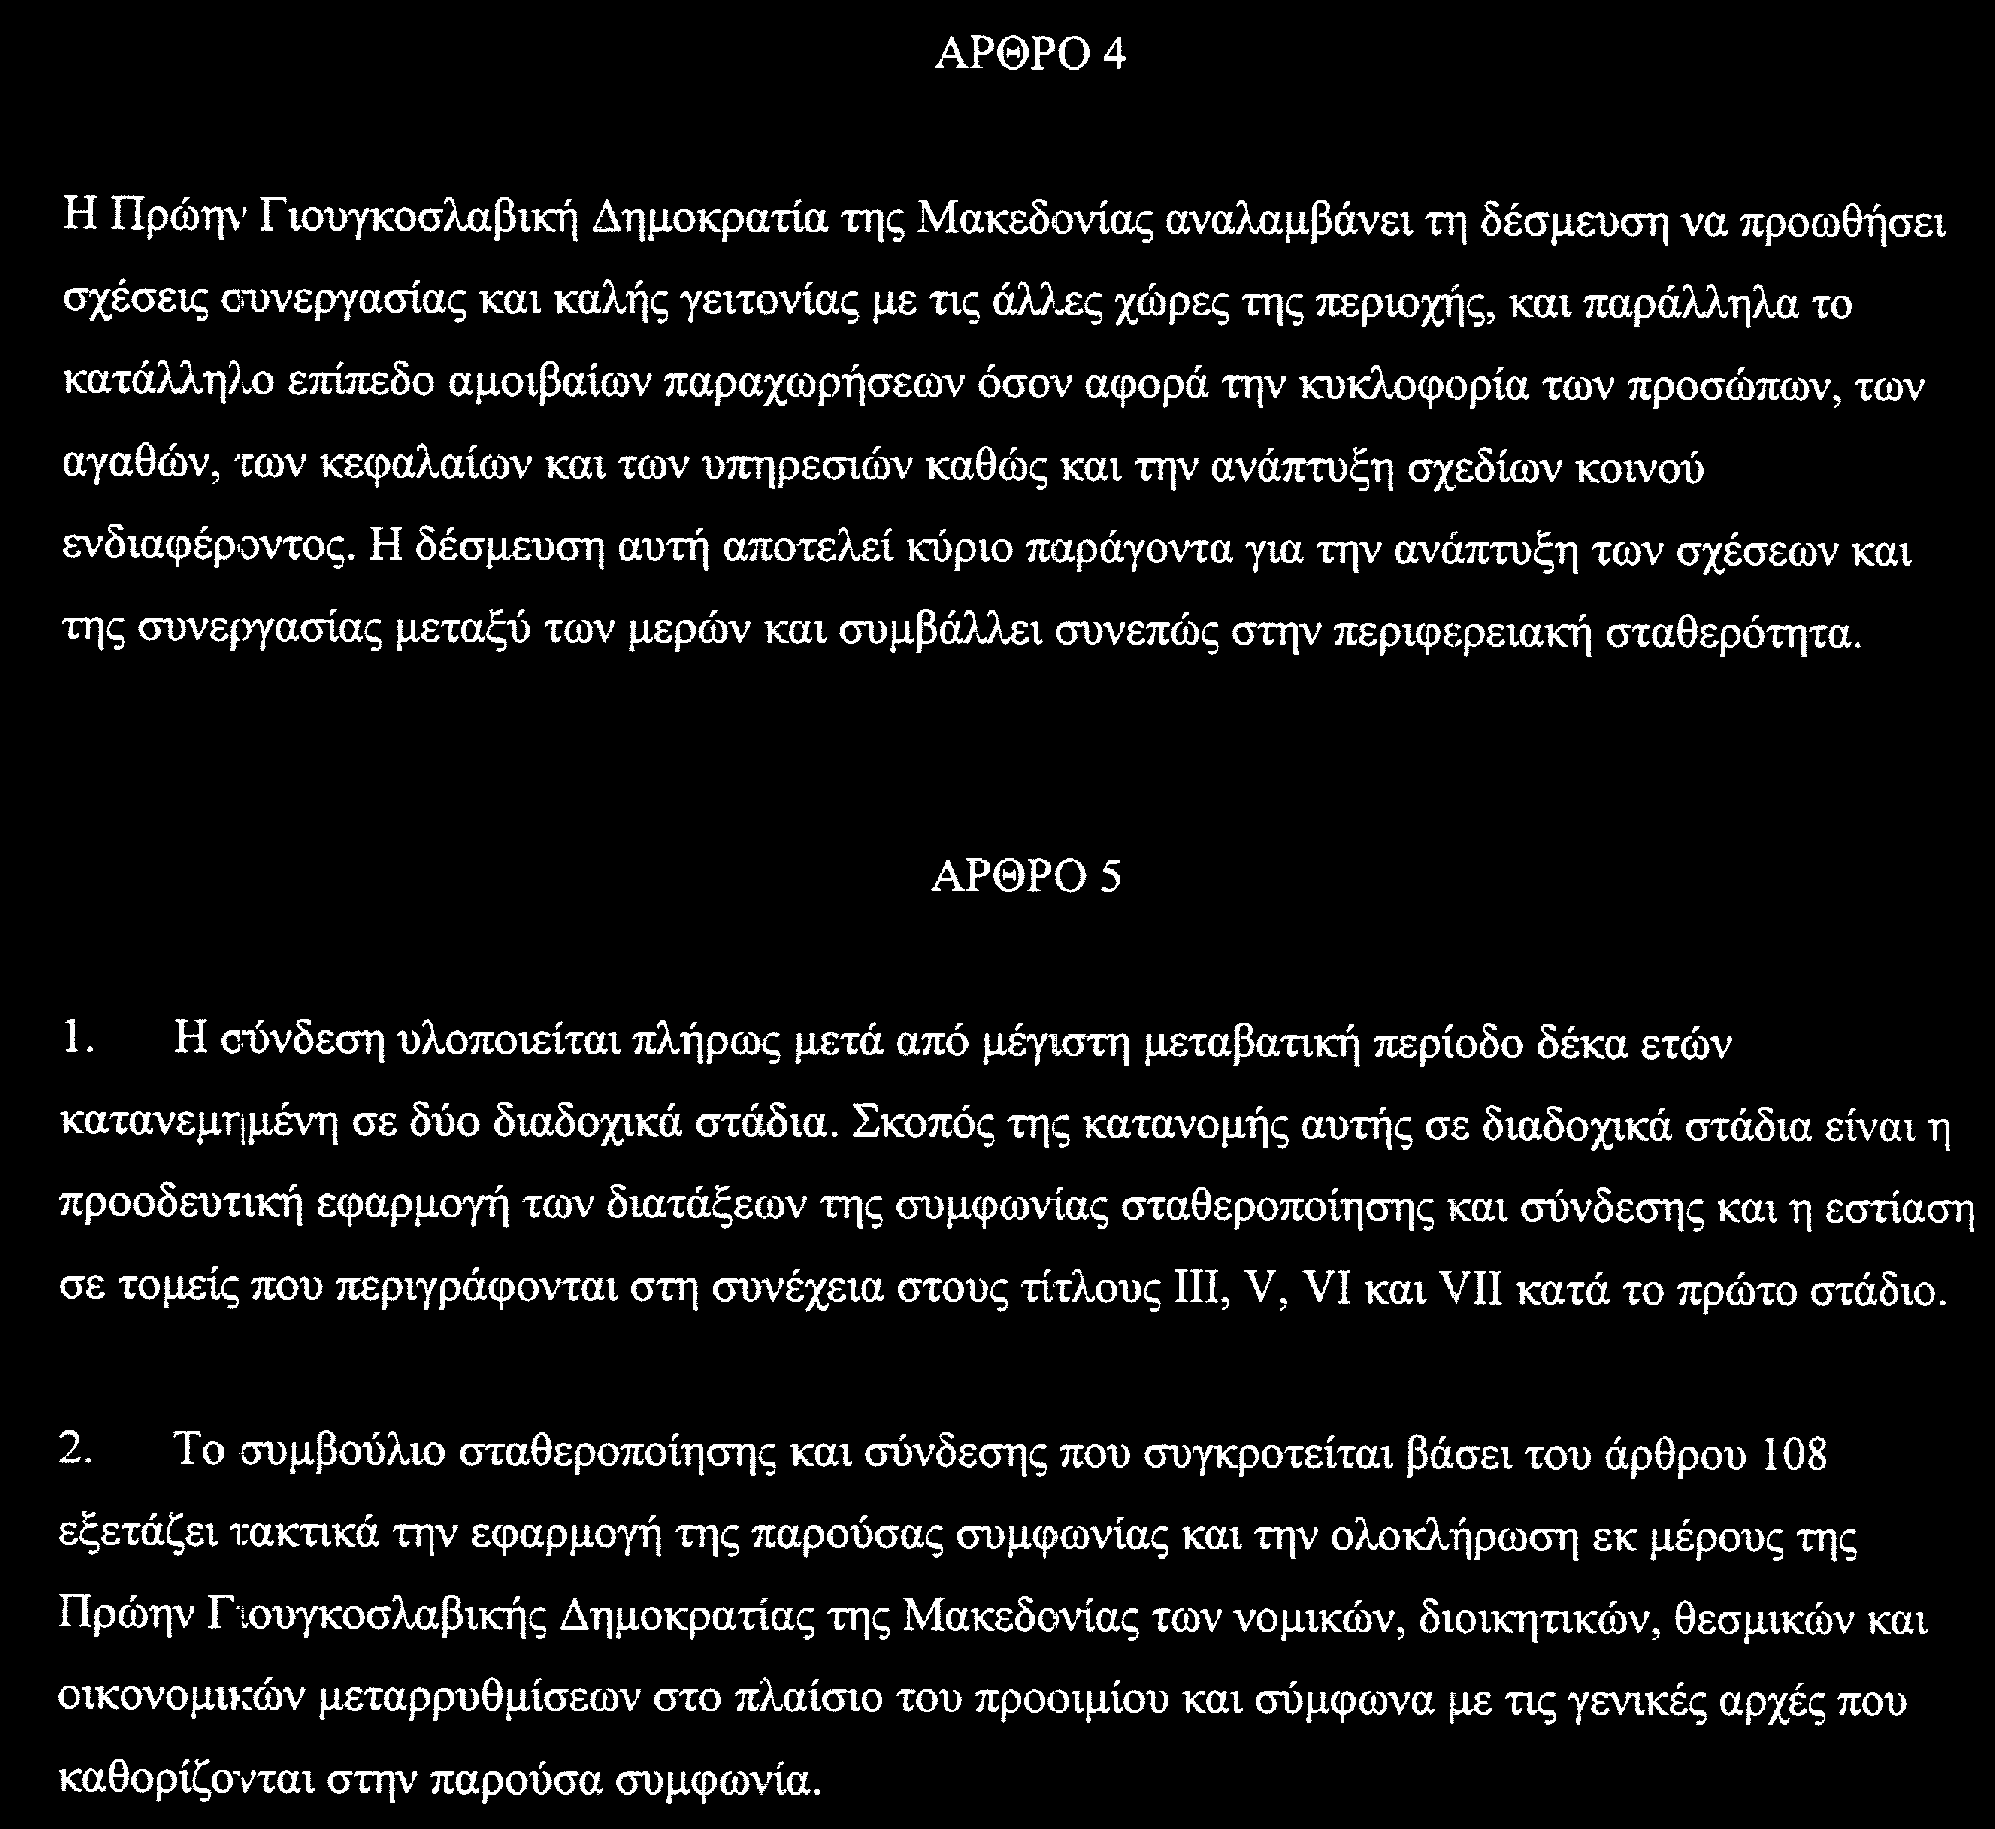 ΑΡΘΡΟ 4
Η Πρώην Γιουγκοσλαβική Δημοκρατία της Μακεδονίας αναλαμβάνει τη δέσμευση να προωθήσει
σχέσεις συνεργασίας και καλής γειτονίας με τις άλλες χώρες της περιοχής, και παράλληλα το
κατάλληλο επίπεδο αμοιβαίων παραχωρήσεων όσον αφορά την κυκλοφορία των προσώπων, των
αγαθών, των κεφαλαίων και των υπηρεσιών καθώς και την ανάπτυξη σχεδίων κοινού
ενδιαφέροντος. Η δέσμευση αυτή αποτελεί κύριο παράγοντα για την ανάπτυξη των σχέσεων και
της συνεργασίας μεταξύ των μερών και συμβάλλει συνεπώς στην περιφερειακή σταθερότητα.
ΑΡΘΡΟ 5
1. Η σύνδεση υλοποιείται πλήρως μετά από μέγιστη μεταβατική περίοδο δέκα ετών
κατανεμημένη σε δύο διαδοχικά στάδια. Σκοπός της κατανομής αυτής σε διαδοχικά στάδια είναι η
προοδευτική εφαρμογή των διατάξεων της συμφωνίας σταθεροποίησης και σύνδεσης και η εστίαση
σε τομείς που περιγράφονται στη συνέχεια στους τίτλους ΙΙΙ, V, VI και VII κατά το πρώτο στάδιο.
2. Το συμβούλιο σταθεροποίησης και σύνδεσης που συγκροτείται βάσει του άρθρου 108
εξετάζει τακτικά την εφαρμογή της παρούσας συμφωνίας και την ολοκλήρωση εκ μέρους της
Πρώην Γιουγκοσλαβικής Δημοκρατίας της Μακεδονίας των νομικών, διοικητικών, θεσμικών και
οικονομικών μεταρρυθμίσεων στο πλαίσιο του προοιμίου και σύμφωνα με τις γενικές αρχές που
καθορίζονται στην παρούσα συμφωνία.